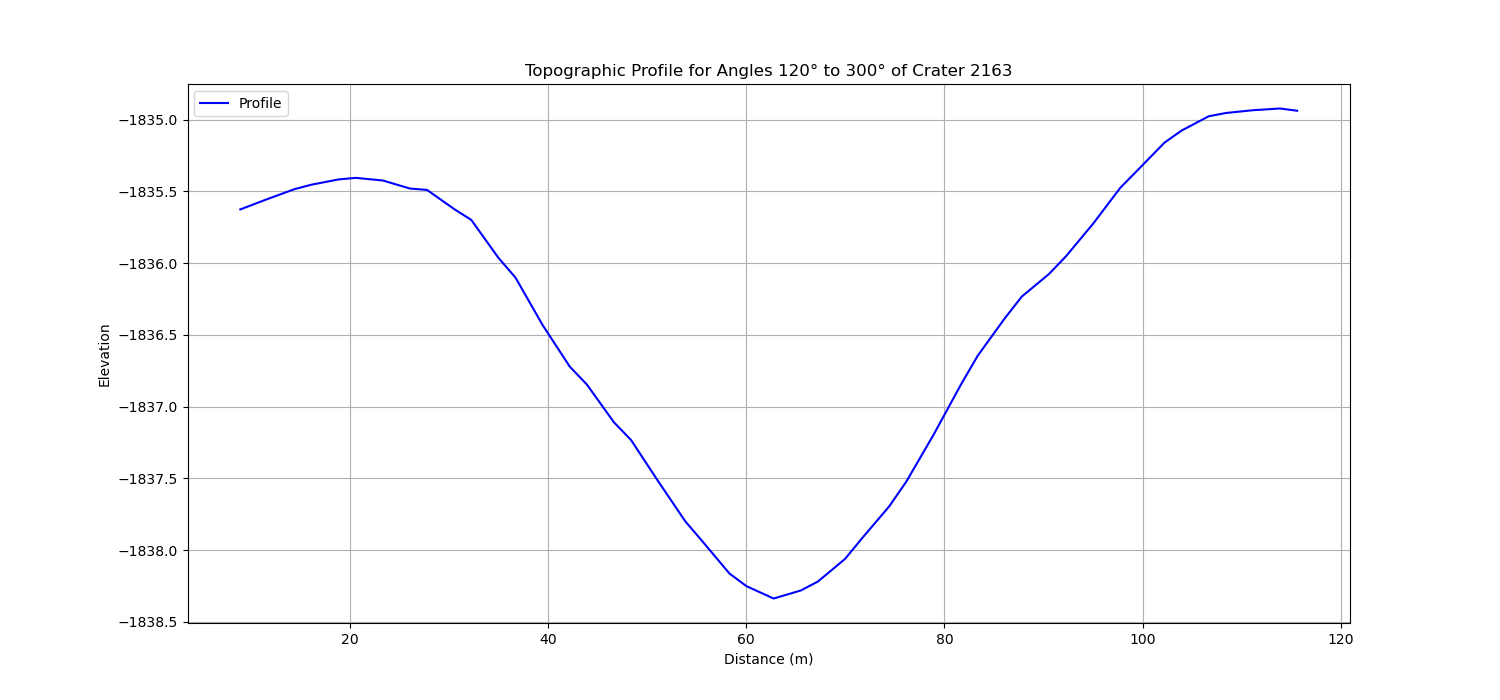 Topographic Profile for Angles 120° to 300° of Crater 2163
Profile
−1835.0
−1835.5
−1836.0
−1836.5
−1837.0
−1837.5
−1838.0
−1838.5
Elevation
20 40 60 80 100 120
Distance (m)